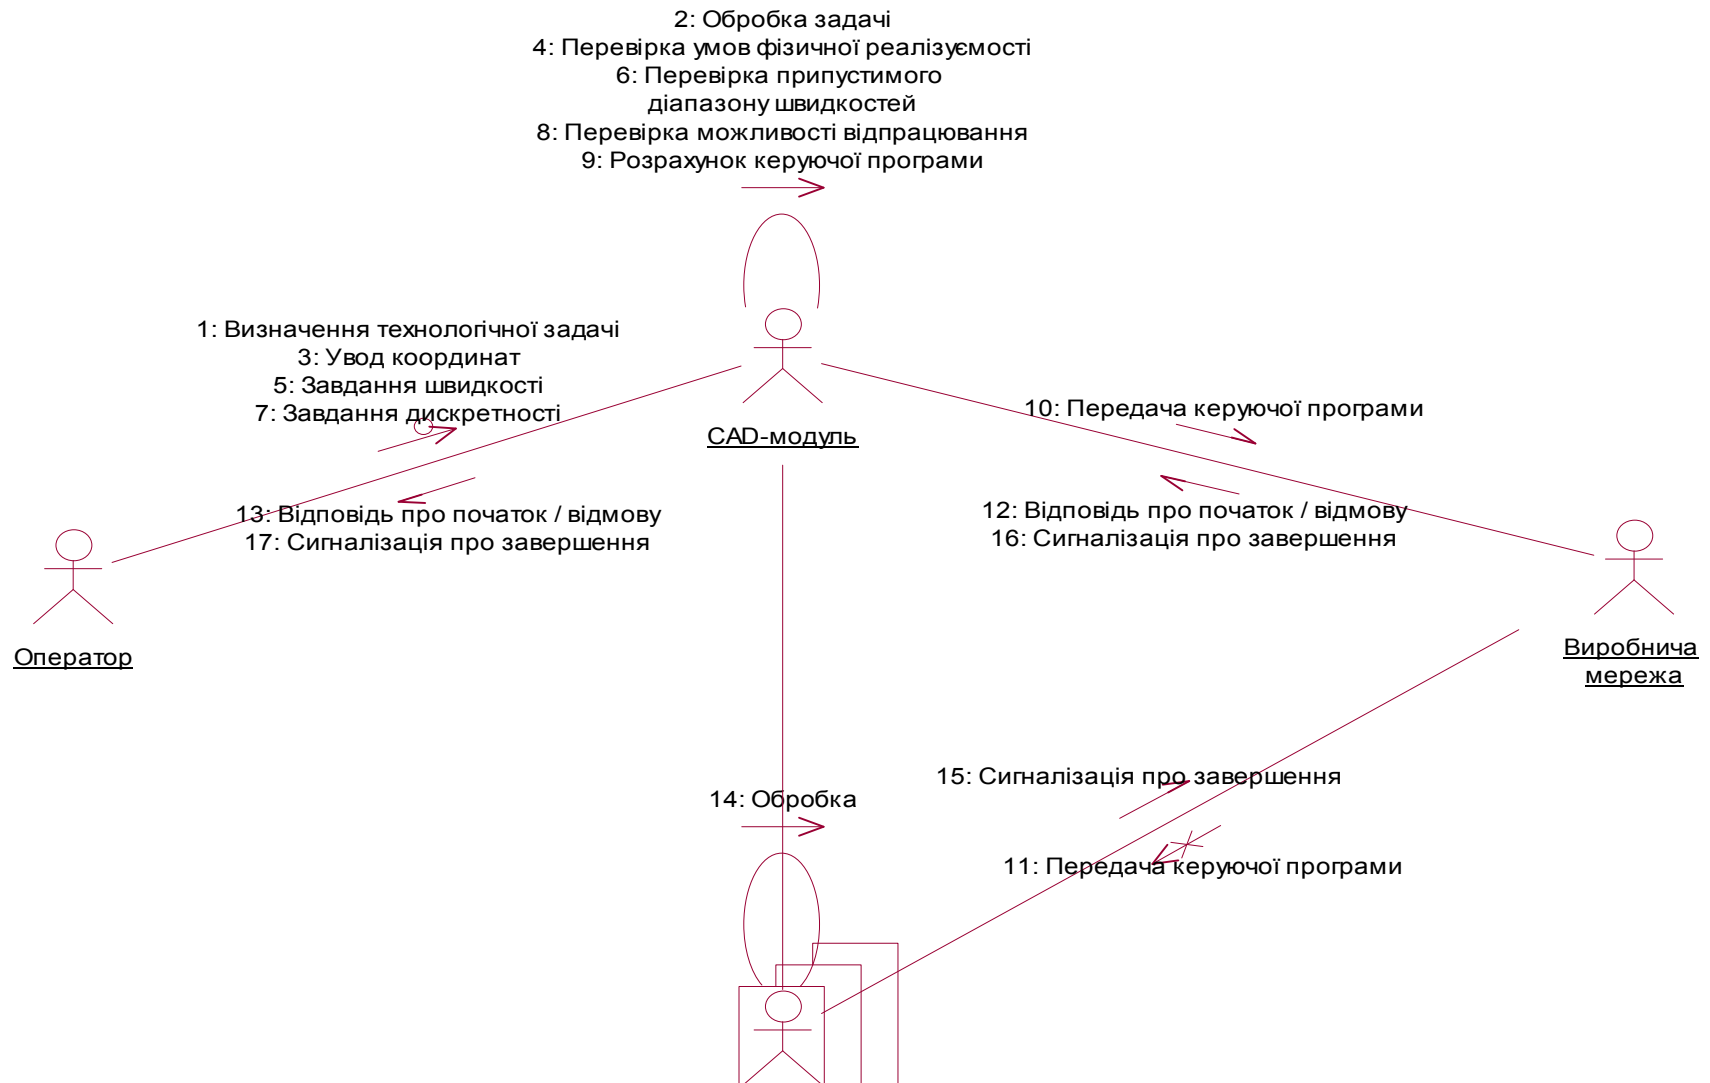 2: Обробка задачі
4: Перевірка умов фізичної реалізуємості
6: Перевірка припустимого
діапазону швидкостей
8: Перевірка можливості відпрацювання
9: Розрахунок керуючої програми
1: Визначення технологічної задачі
3: Увод координат
5: Завдання швидкості
7: Завдання дискретності
CAD-модуль
10: Передача керуючої програми
13: Відповідь про початок / відмову
17: Сигналізація про завершення
12: Відповідь про початок / відмову
16: Сигналізація про завершення
Оператор
Виробнича
мережа
15: Сигналізація про завершення
14: Обробка
11: Передача керуючої програми